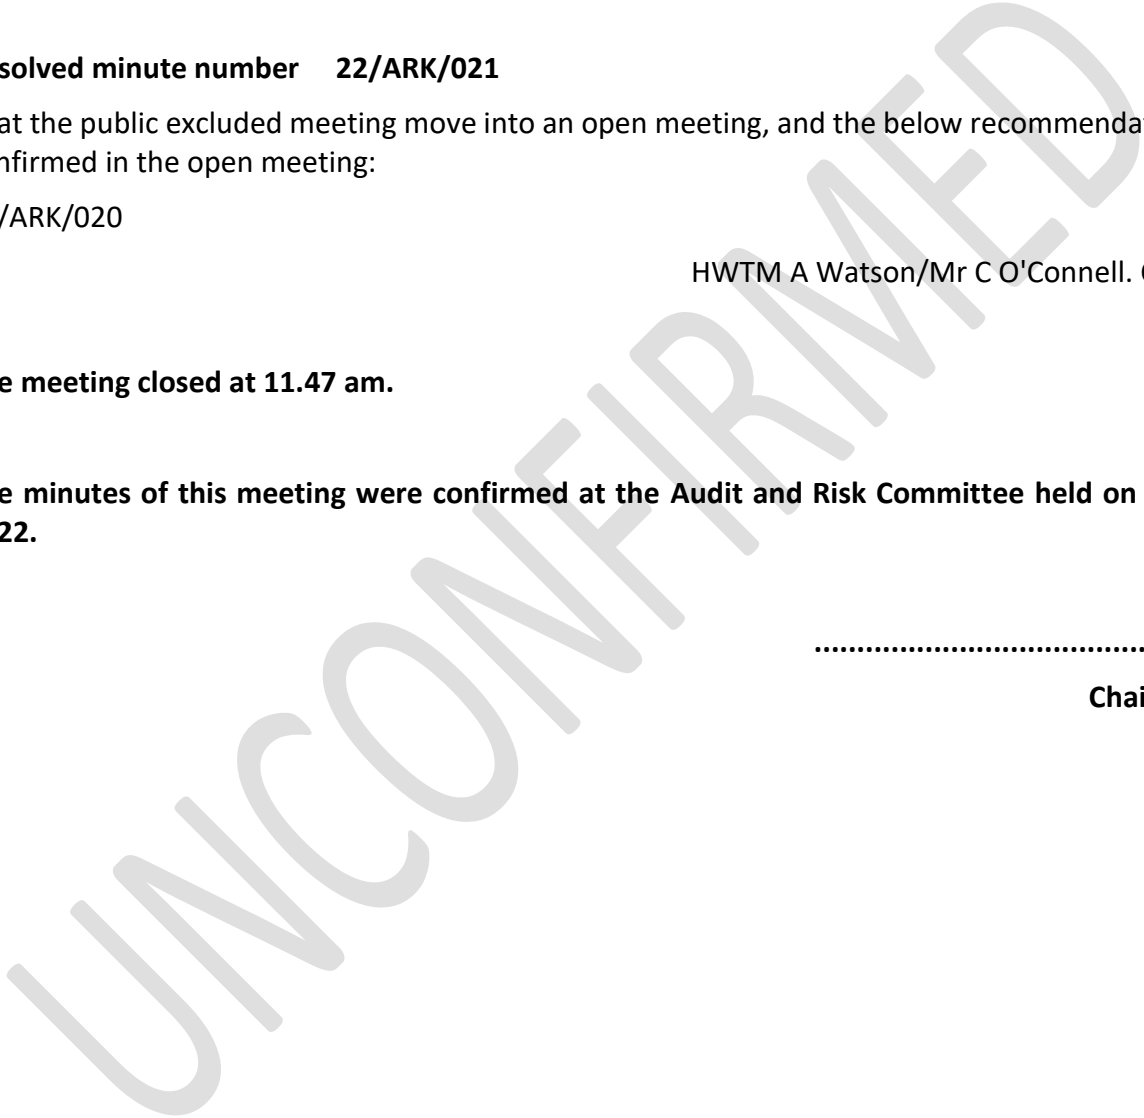 solved minute number 22/ARK/021
at the public excluded meeting move into an open meeting, and the below recommendat
nfirmed in the open meeting:
/ARK/020
HWTM A Watson/Mr C O'Connell.
e meeting closed at 11.47 am.
e minutes of this meeting were confirmed at the Audit and Risk Committee held on
22.
................................................
Chai
UNCONFIRMED